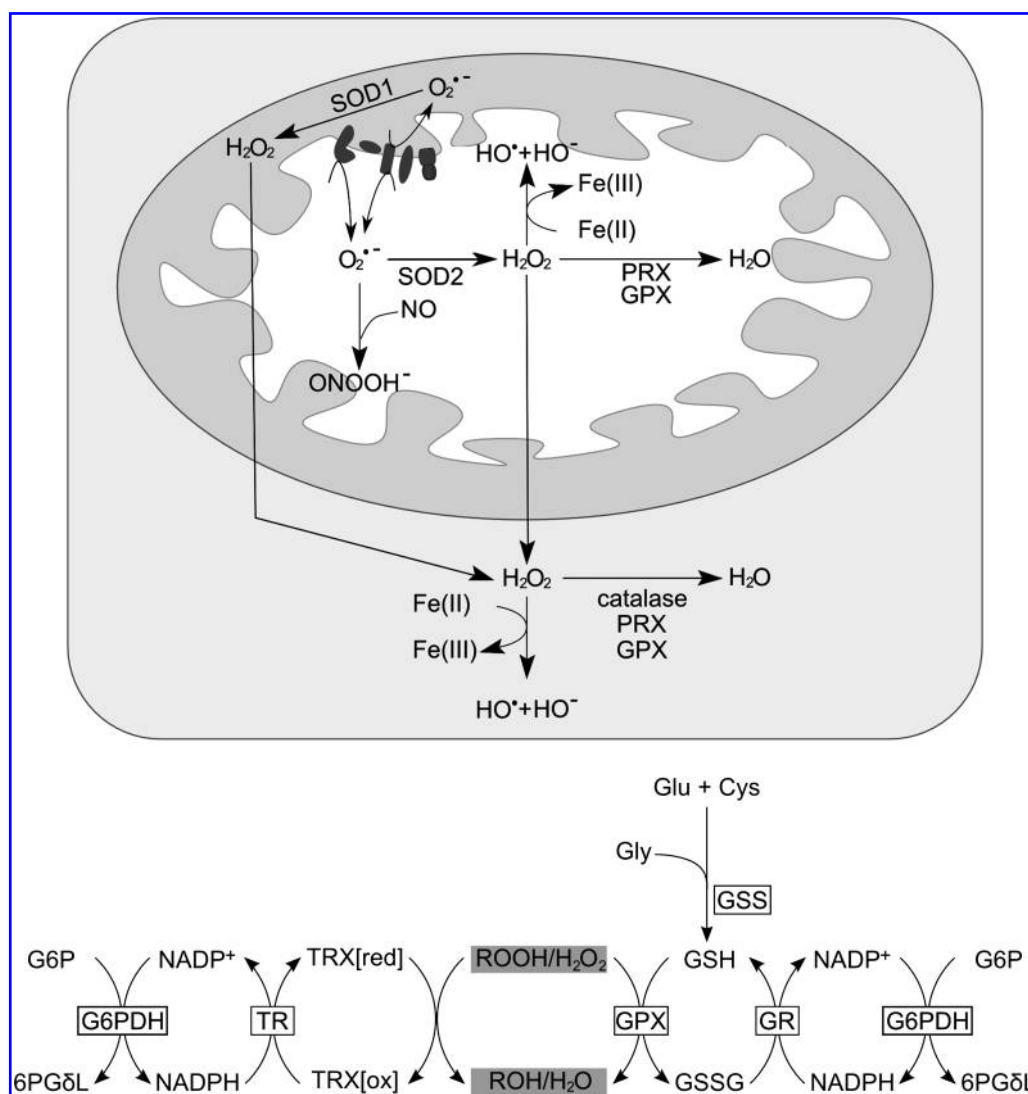 SOD1
O₂•⁻
H₂O₂
HO•+HO⁻
Fe(III)
Fe(II)
O₂•⁻
SOD2
H₂O₂
PRX
GPX
H₂O
NO
ONOOH⁻
H₂O₂
catalase
PRX
GPX
H₂O
Fe(II)
Fe(III)
HO•+HO⁻
Glu + Cys
Gly
GSS
G6P NADP⁺ TRX[red] ROOH/H₂O₂ GSH NADP⁺ G6P
G6PDH TR GPX GR G6PDH
6PGδL NADPH TRX[ox] ROH/H₂O GSSG NADPH 6PGδL